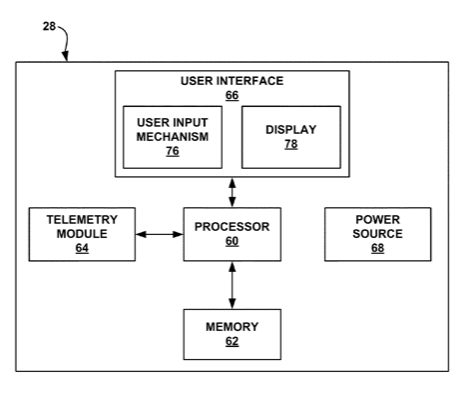 28
USER INTERFACE
66
USER INPUT
MECHANISM
76
DISPLAY
78
TELEMETRY
MODULE
64
PROCESSOR
60
POWER
SOURCE
68
MEMORY
62